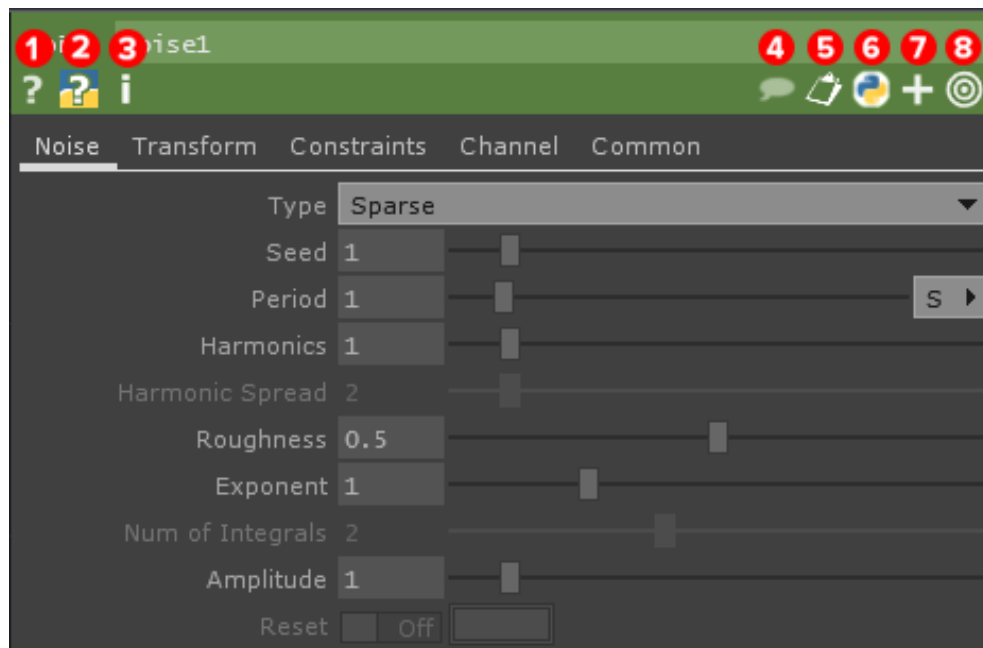 1 2 3 oise1 4 5 6 7 8
? ? i
Noise Transform Constraints Channel Common
Type Sparse
Seed 1
Period 1 S
Harmonics 1
Harmonic Spread 2
Roughness 0.5
Exponent 1
Num of Integrals 2
Amplitude 1
Reset Off